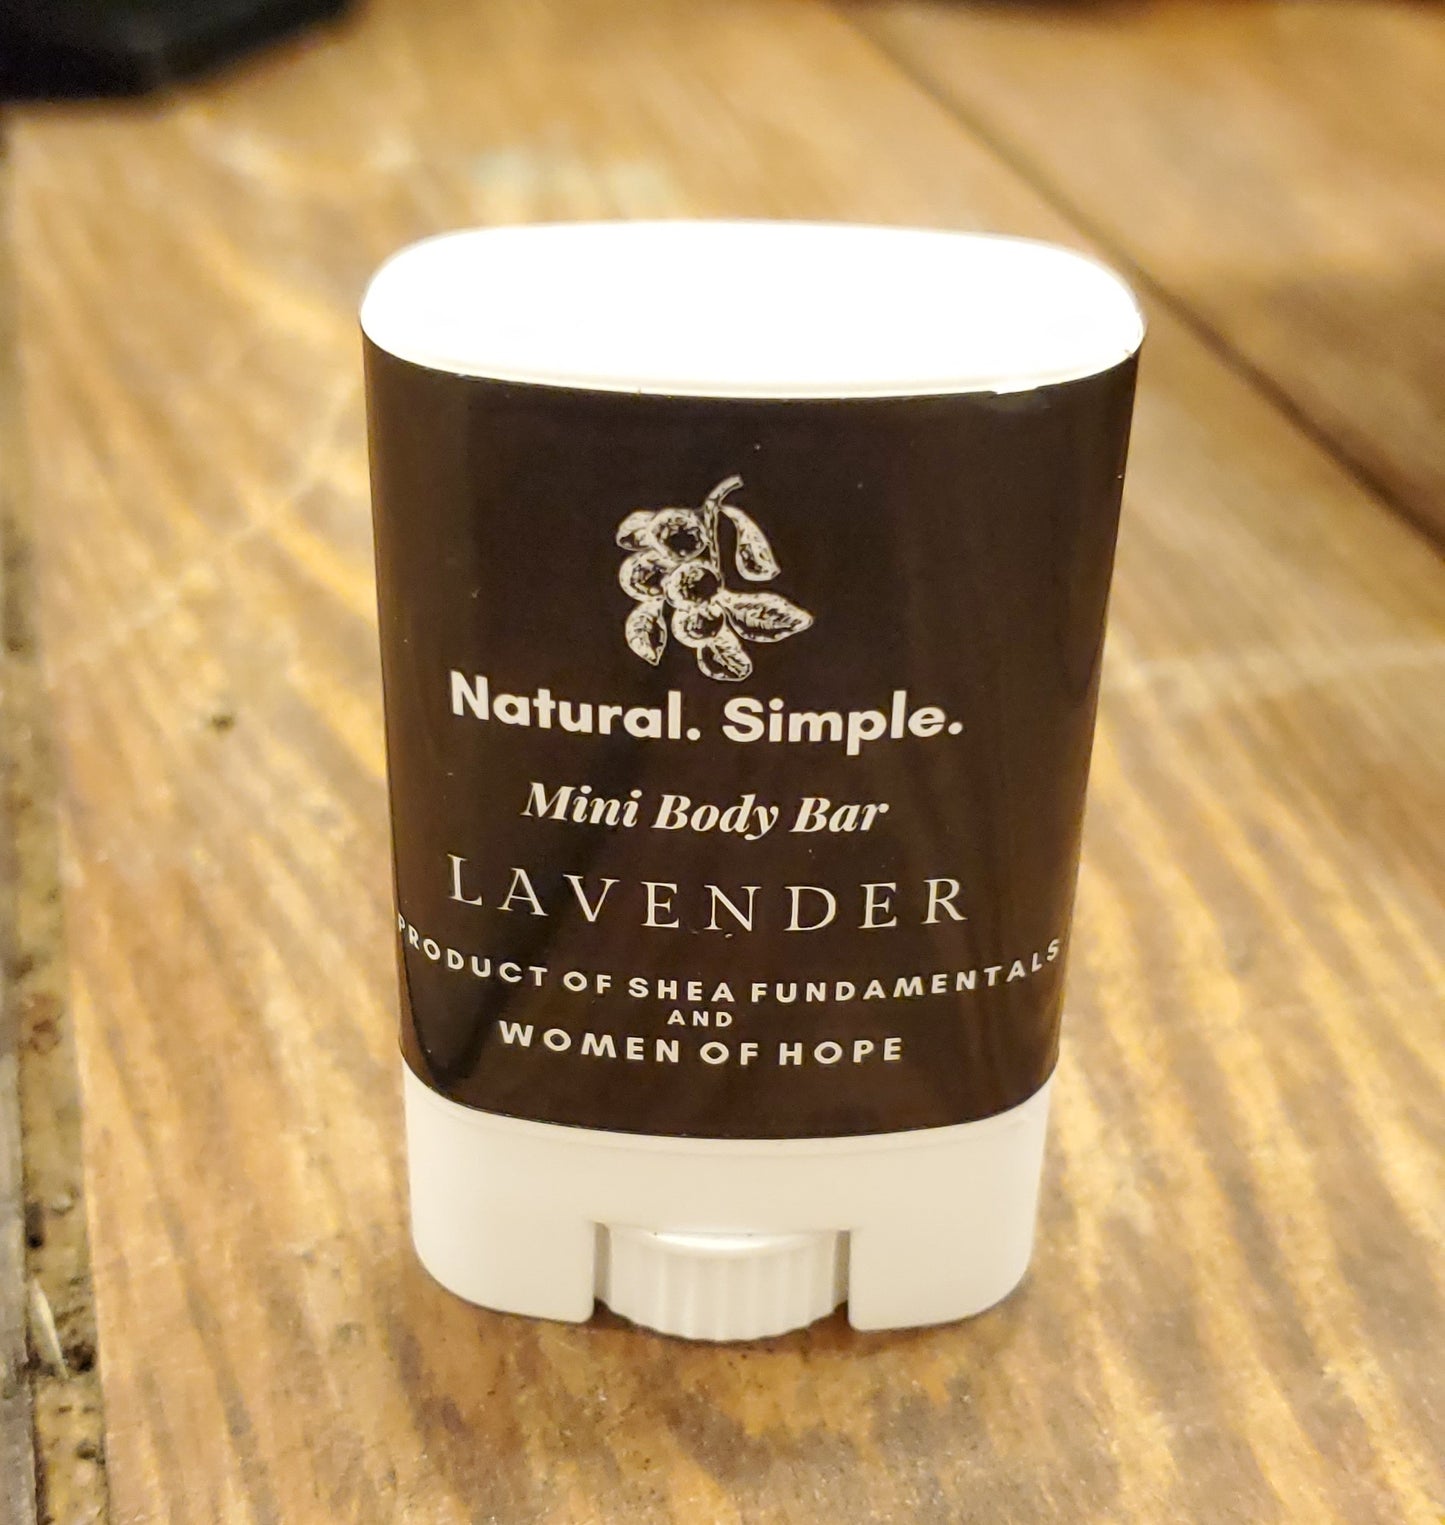 Natural. Simple.
Mini Body Bar
LAVENDER
PRODUCT OF SHEA FUNDAMENTALS
AND
WOMEN OF HOPE